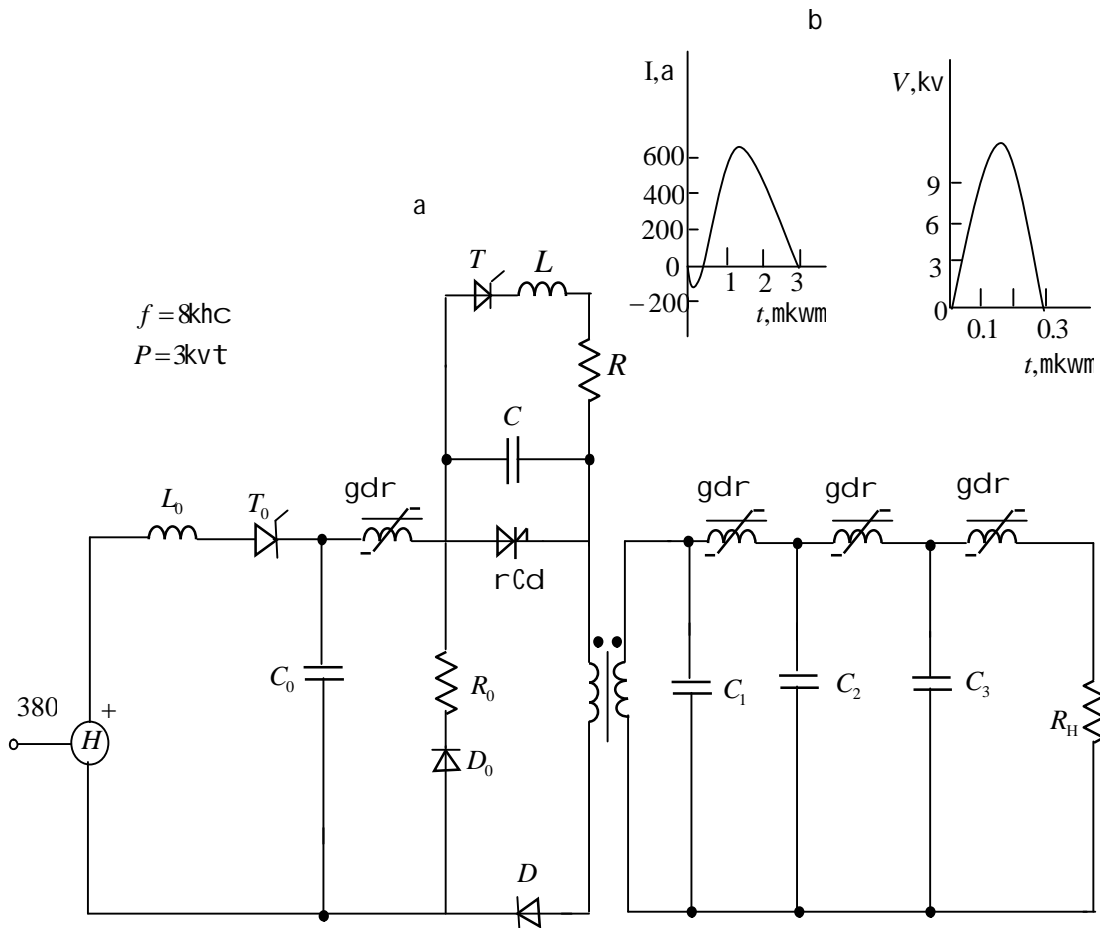 b
I,a
600
400
200
0
−200
1 2 3
t,mkwm
V,kv
9
6
3
0
0.1 0.3
t,mkwm
a
f = 8khc
P = 3kvt
T
L
R
C
L₀
T₀
gdr
rCd
gdr
gdr
gdr
C₀
R₀
D₀
C₁
C₂
C₃
R_H
380
+
H
D